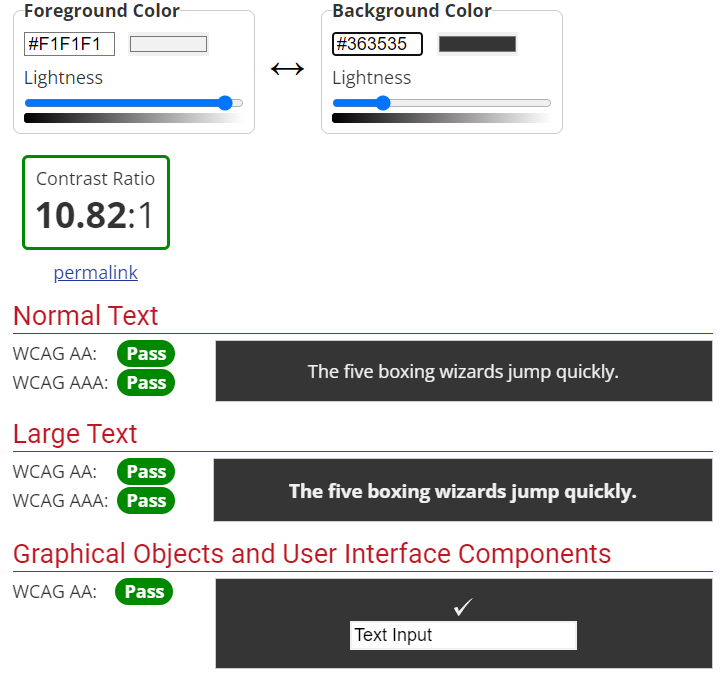 Foreground Color
#F1F1F1
Lightness
Background Color
#363535
Lightness
Contrast Ratio
10.82:1
permalink
Normal Text
WCAG AA: Pass
WCAG AAA: Pass
The five boxing wizards jump quickly.
Large Text
WCAG AA: Pass
WCAG AAA: Pass
The five boxing wizards jump quickly.
Graphical Objects and User Interface Components
WCAG AA: Pass
Text Input